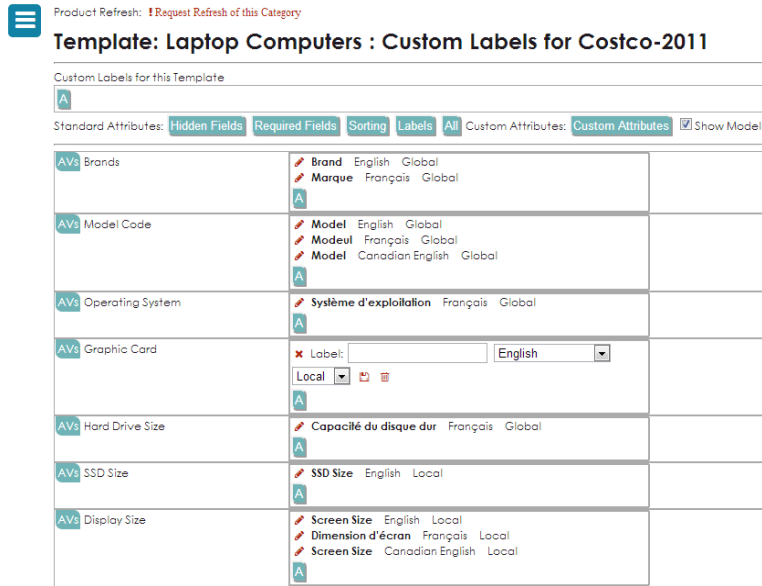 Product Refresh: ! Request Refresh of this Category
Template: Laptop Computers : Custom Labels for Costco-2011
Custom Labels for this Template
A
Standard Attributes: Hidden Fields Required Fields Sorting Labels All Custom Attributes: Custom Attributes Show Model
AVs Brands
Brand English Global
Marque Français Global
A
AVs Model Code
Model English Global
Modeul Français Global
Model Canadian English Global
A
AVs Operating System
Système d'exploitation Français Global
A
AVs Graphic Card
Label: English
Local
A
AVs Hard Drive Size
Capacité du disque dur Français Global
A
AVs SSD Size
SSD Size English Local
A
AVs Display Size
Screen Size English Local
Dimension d'écran Français Local
Screen Size Canadian English Local
A